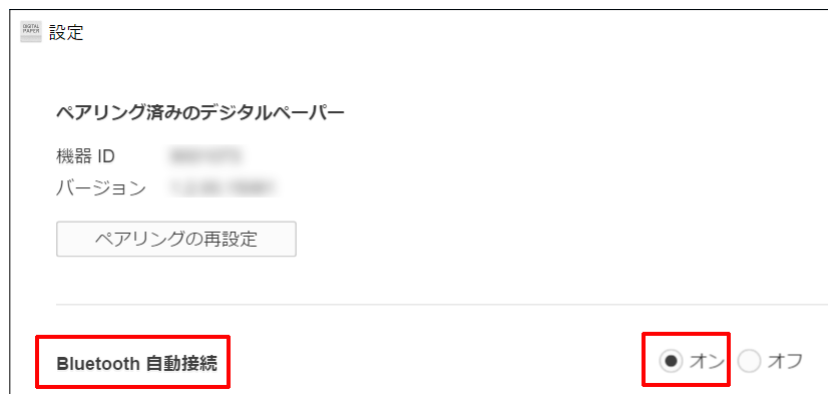 DIGITAL PAPER 設定
ペアリング済みのデジタルペーパー
機器 ID
バージョン
ペアリングの再設定
Bluetooth 自動接続 オン オフ